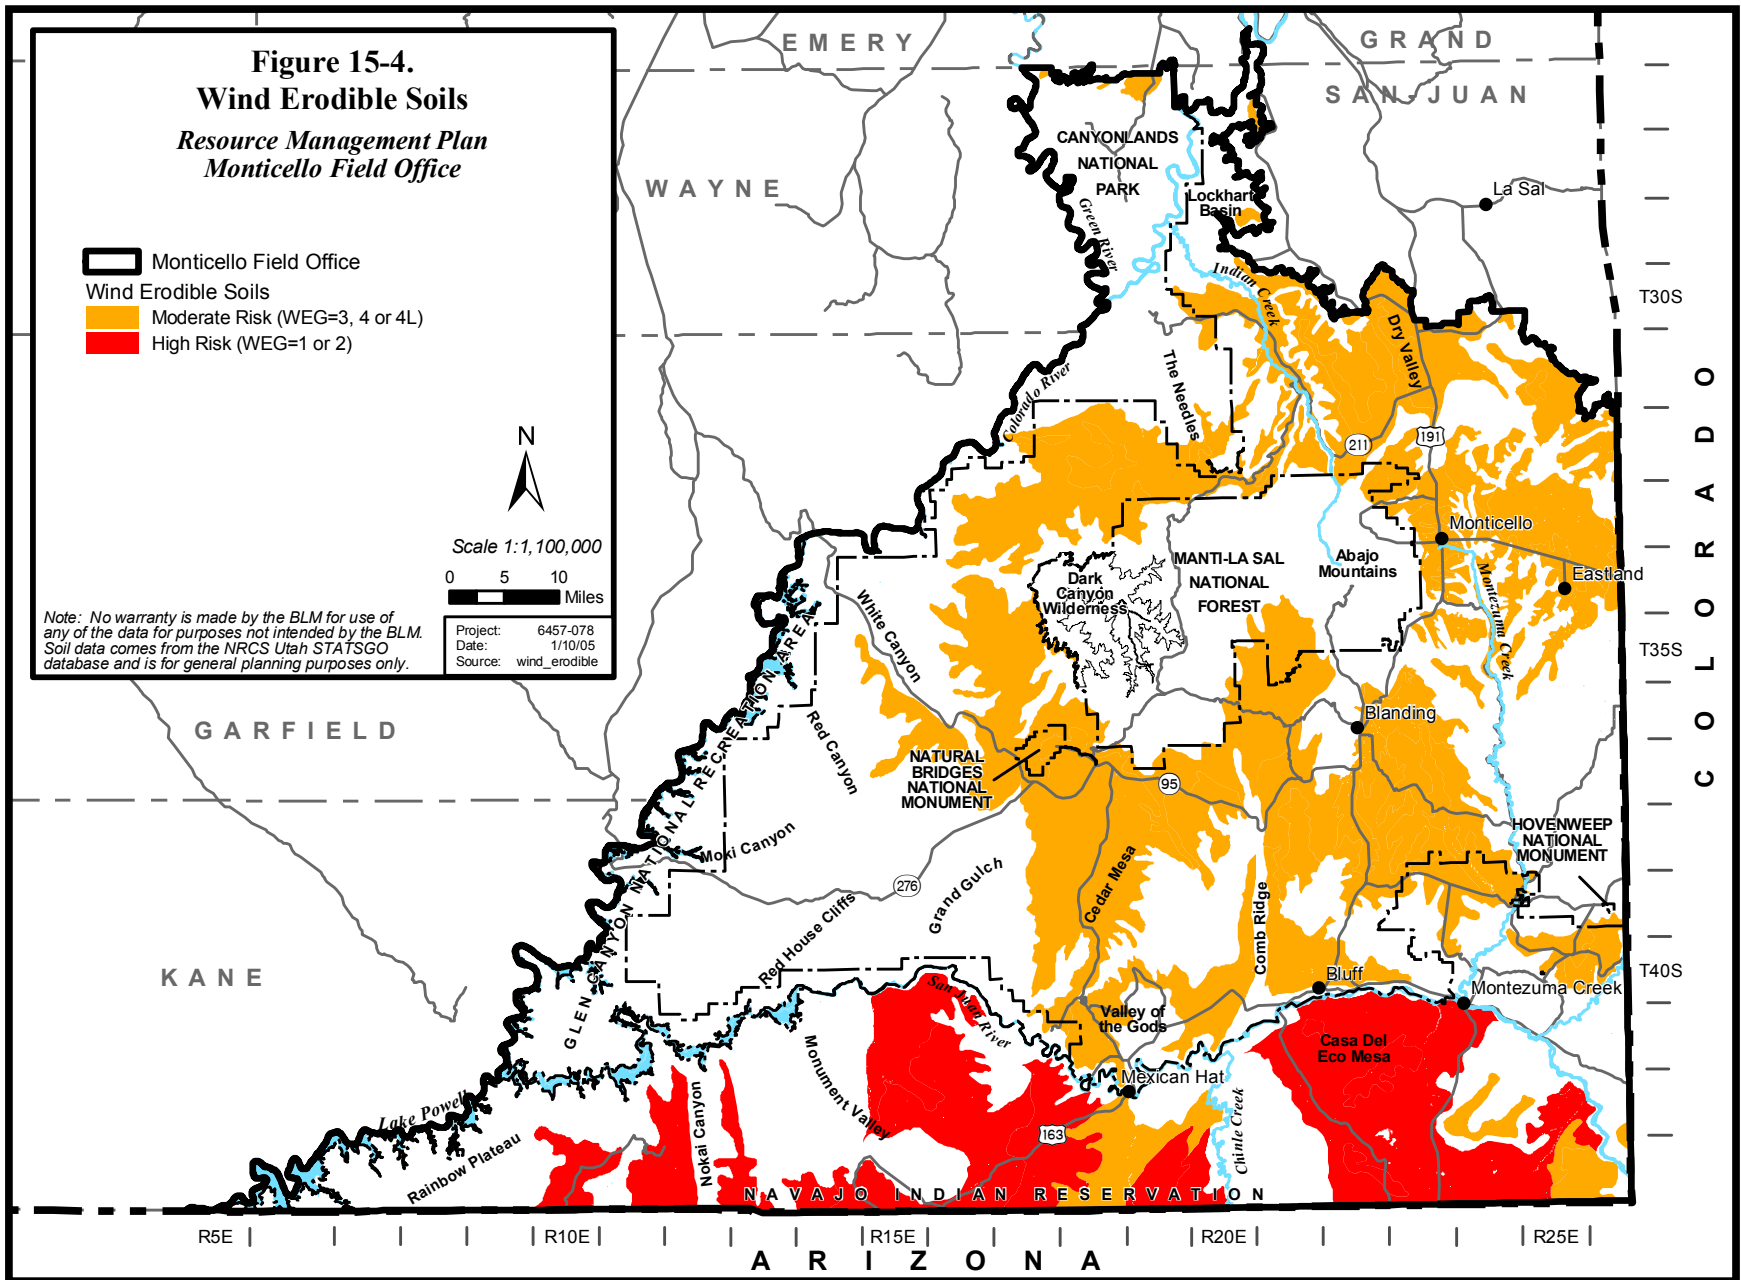 Figure 15-4.
Wind Erodible Soils
Resource Management Plan
Monticello Field Office
Monticello Field Office
Wind Erodible Soils
Moderate Risk (WEG=3, 4 or 4L)
High Risk (WEG=1 or 2)
N
Scale 1:1,100,000
0 5 10
Miles
Note: No warranty is made by the BLM for use of
any of the data for purposes not intended by the BLM.
Soil data comes from the NRCS Utah STATSGO
database and is for general planning purposes only.
Project: 6457-078
Date: 1/10/05
Source: wind_erodible
EMERY
GRAND
SAN JUAN
WAYNE
GARFIELD
KANE
COLORADO
ARIZONA
CANYONLANDS
NATIONAL
PARK
Lockhart
Basin
Green River
Indian Creek
La Sal
T30S
Dry Valley
The Needles
Colorado River
211
191
Monticello
Eastland
Montezuma Creek
MANTI-LA SAL
NATIONAL
FOREST
Abajo
Mountains
Dark
Canyon
Wilderness
White Canyon
T35S
Red Canyon
Blanding
NATURAL
BRIDGES
NATIONAL
MONUMENT
95
HOVENWEEP
NATIONAL
MONUMENT
GLEN CANYON NATIONAL RECREATION AREA
Moki Canyon
276
Grand Gulch
Cedar Mesa
Comb Ridge
Red House Cliffs
T40S
Bluff
Montezuma Creek
San Juan River
Valley of
the Gods
Casa Del
Eco Mesa
Monument Valley
Mexican Hat
Chinle Creek
163
Nokai Canyon
Lake Powell
Rainbow Plateau
NAVAJO INDIAN RESERVATION
R5E
R10E
R15E
R20E
R25E